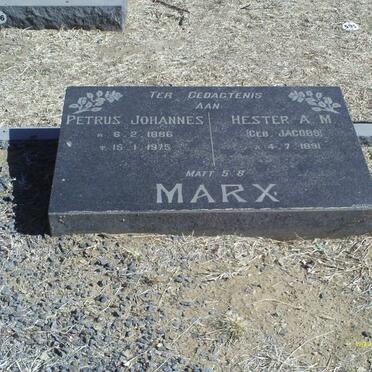 TER GEDAGTENIS
AAN
PETRUS JOHANNES
6·2·1886
15·1·1975
HESTER A.M.
(GEB. JACOBS)
4·7·1891
MATT 5:8
MARX